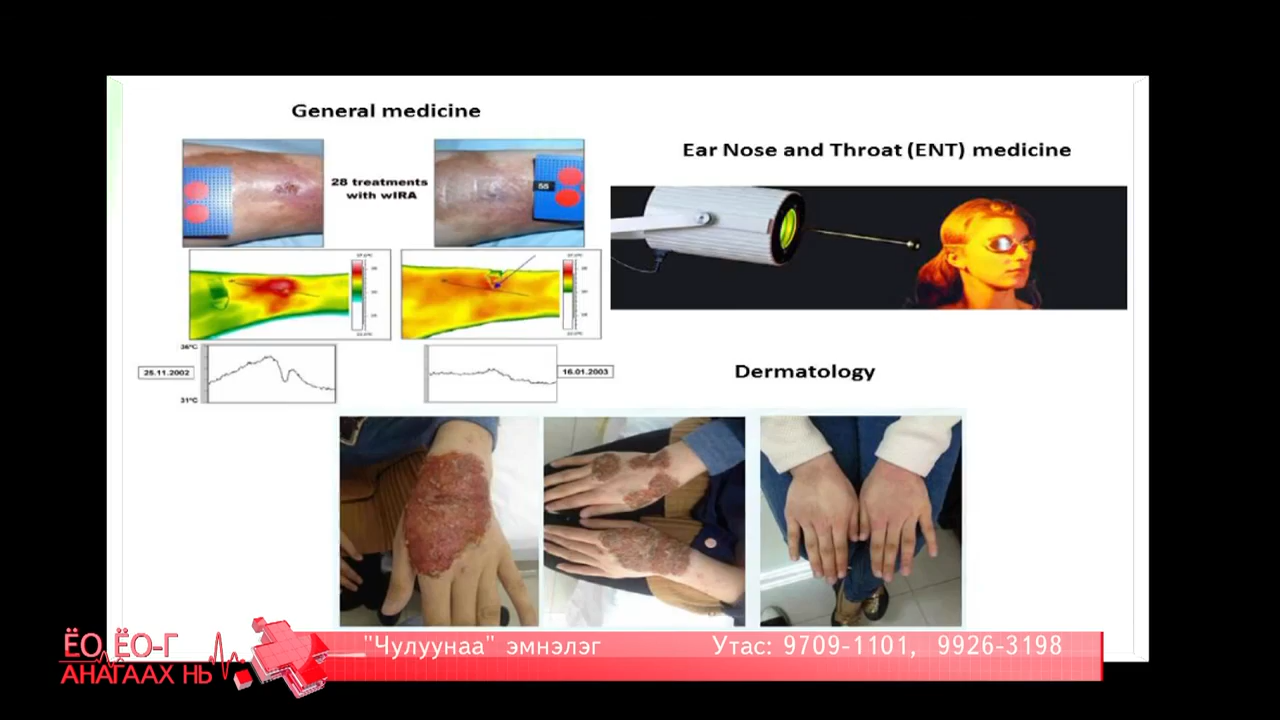 General medicine
28 treatments
with wIRA
55
Ear Nose and Throat (ENT) medicine
36°C
25.11.2002
31°C
16.01.2003
Dermatology
ЁО ЁО-Г
АНАГААХ НЬ
"Чулуунаа" эмнэлэг Утас: 9709-1101, 9926-3198